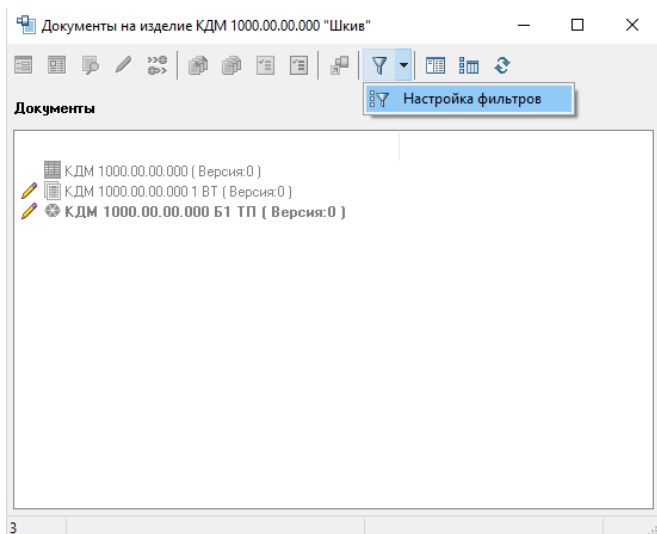 Документы на изделие КДМ 1000.00.00.000 "Шкив"
Настройка фильтров
Документы
КДМ 1000.00.00.000 ( Версия:0 )
КДМ 1000.00.00.000 1 ВТ ( Версия:0 )
КДМ 1000.00.00.000 Б1 ТП ( Версия:0 )
3